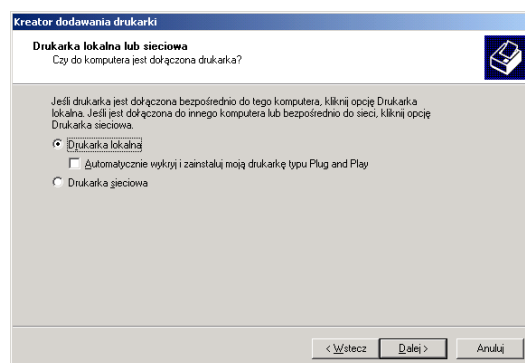 Kreator dodawania drukarki
Drukarka lokalna lub sieciowa
Czy do komputera jest dołączona drukarka?
Jeśli drukarka jest dołączona bezpośrednio do tego komputera, kliknij opcję Drukarka
lokalna. Jeśli jest dołączona do innego komputera lub bezpośrednio do sieci, kliknij opcję
Drukarka sieciowa.
Drukarka lokalna
Automatycznie wykryj i zainstaluj moją drukarkę typu Plug and Play
Drukarka sieciowa
< Wstecz Dalej > Anuluj